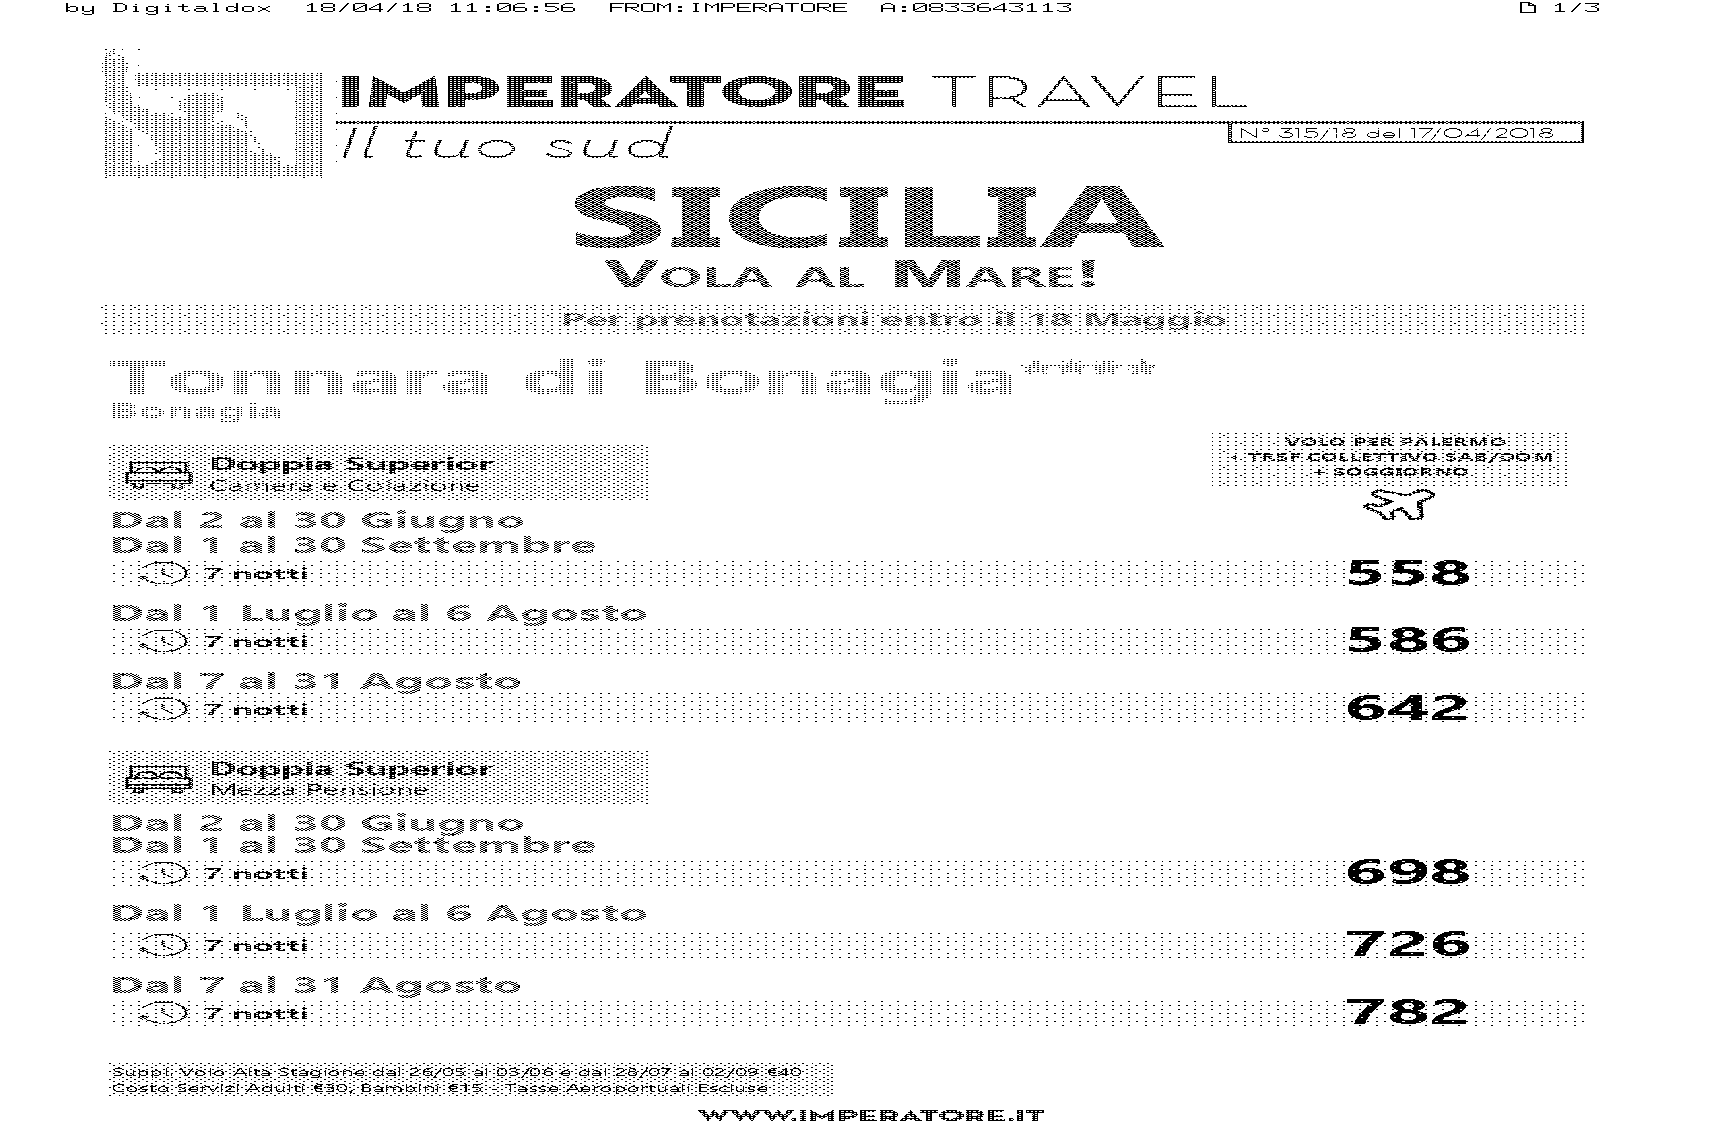 by Digitaldox 18/04/18 11:06:56 FROM:IMPERATORE A:0833643113 1/3
IMPERATORE TRAVEL
Il tuo sud
N° 315/18 del 17/04/2018
SICILIA
VOLA AL MARE!
Per prenotazioni entro il 18 Maggio
Tonnara di Bonagia****
Bonagia
VOLO PER PALERMO
+ TRSF COLLETTIVO SAB/DOM
+ SOGGIORNO
Doppia Superior
Camera e Colazione
Dal 2 al 30 Giugno
Dal 1 al 30 Settembre
7 notti 558
Dal 1 Luglio al 6 Agosto
7 notti 586
Dal 7 al 31 Agosto
7 notti 642
Doppia Superior
Mezza Pensione
Dal 2 al 30 Giugno
Dal 1 al 30 Settembre
7 notti 698
Dal 1 Luglio al 6 Agosto
7 notti 726
Dal 7 al 31 Agosto
7 notti 782
Suppl. Volo Alta Stagione dal 26/05 al 03/06 e dal 28/07 al 02/09 €40
Costo Servizi Adulti €30, Bambini €15 - Tasse Aeroportuali Escluse
WWW.IMPERATORE.IT